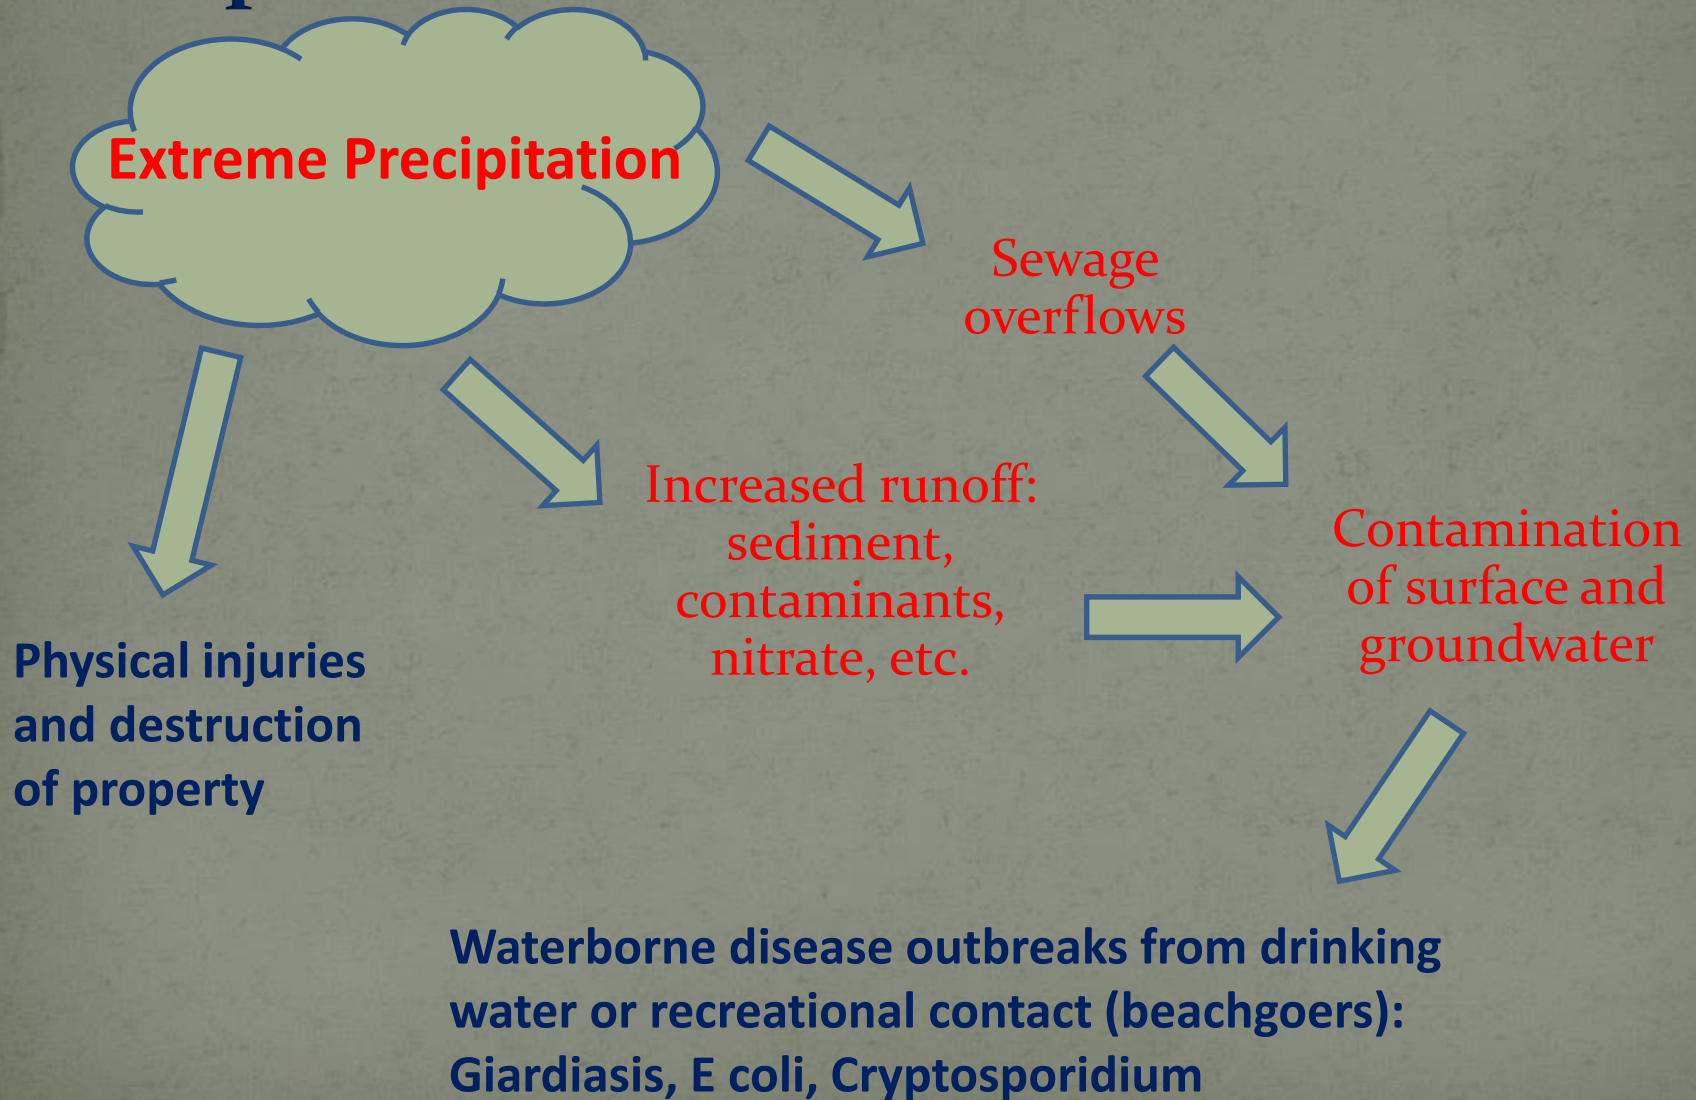 Extreme Precipitation
Sewage
overflows
Increased runoff:
sediment,
contaminants,
nitrate, etc.
Contamination
of surface and
groundwater
Physical injuries
and destruction
of property
Waterborne disease outbreaks from drinking
water or recreational contact (beachgoers):
Giardiasis, E coli, Cryptosporidium